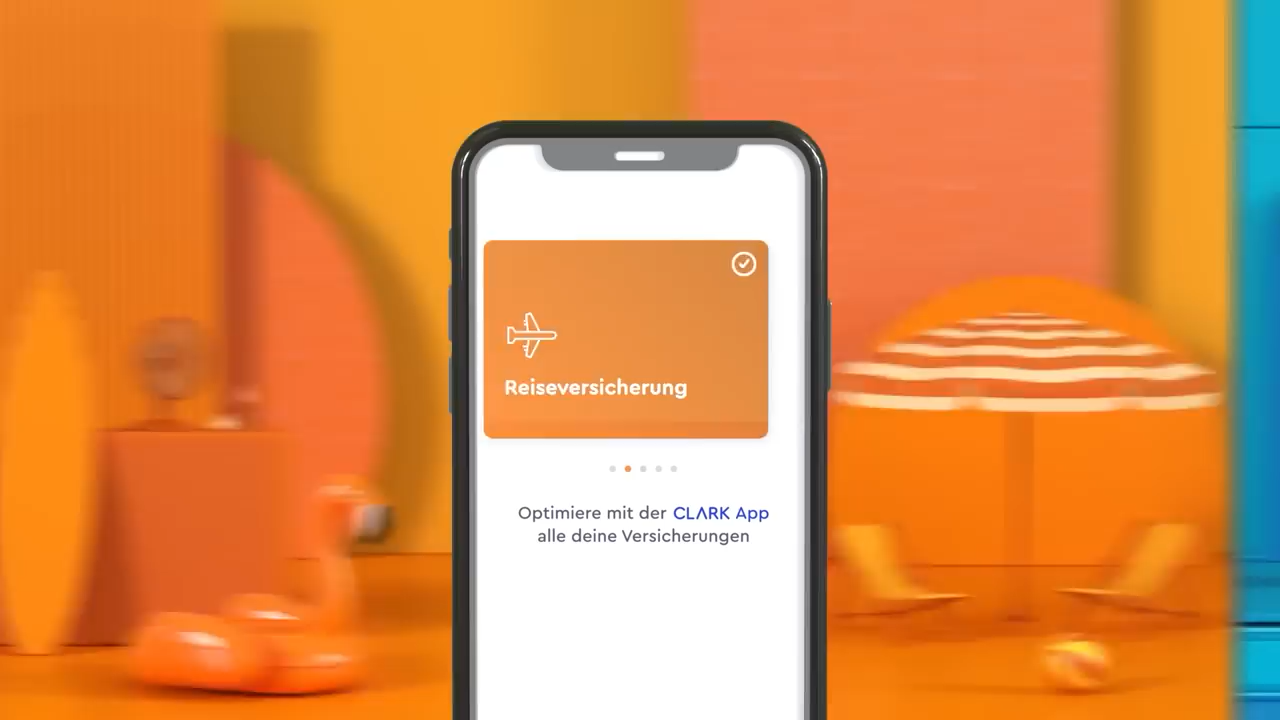 Reiseversicherung
Optimiere mit der CLARK App
alle deine Versicherungen